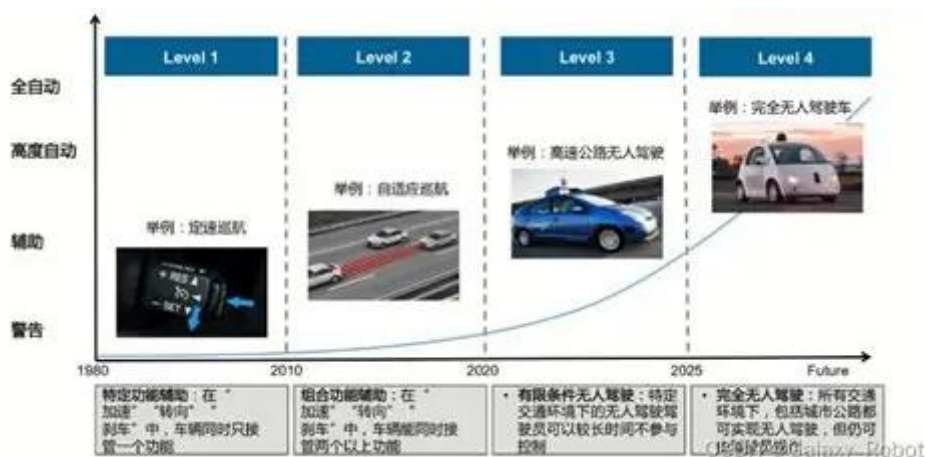 Level 1
Level 2
Level 3
Level 4
全自动
高度自动
辅助
警告
举例：定速巡航
举例：自适应巡航
举例：高速公路无人驾驶
举例：完全无人驾驶车
+ RES
- SET
1980
2010
2020
2025
Future
特定功能辅助：在“
加速”“转向”“
刹车”中，车辆同时只接
管一个功能
组合功能辅助：在“
加速”“转向”“
刹车”中，车辆能同时接
管两个以上功能
• 有限条件无人驾驶：特定
交通环境下的无人驾驶驾
驶员可以较长时间不参与
控制
• 完全无人驾驶：所有交通
环境下，包括城市公路都
可实现无人驾驶，但仍可
Galaxy Robot